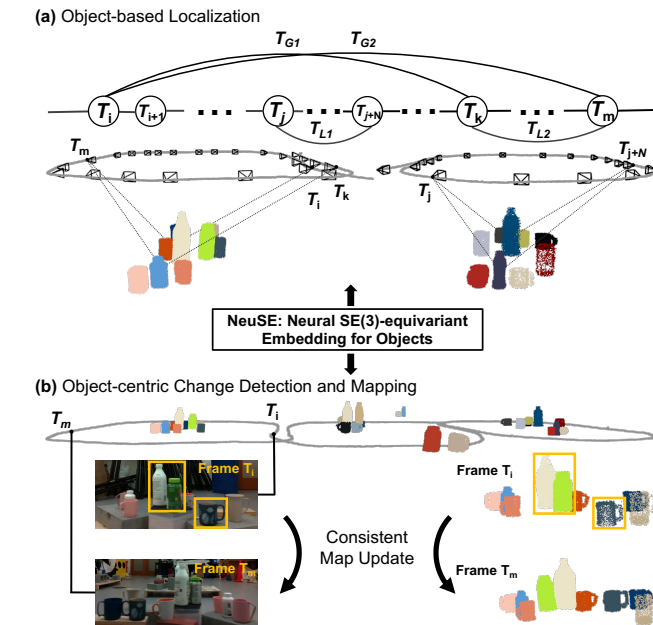 (a) Object-based Localization
T_G1 T_G2
T_i T_i+1 ... T_j ... T_j+N ... T_k ... T_m
T_L1 T_L2
T_m T_i T_k T_j T_i+N
NeuSE: Neural SE(3)-equivariant
Embedding for Objects
(b) Object-centric Change Detection and Mapping
T_m T_i
Frame T_i Frame T_i
Consistent
Map Update
Frame T_m Frame T_m